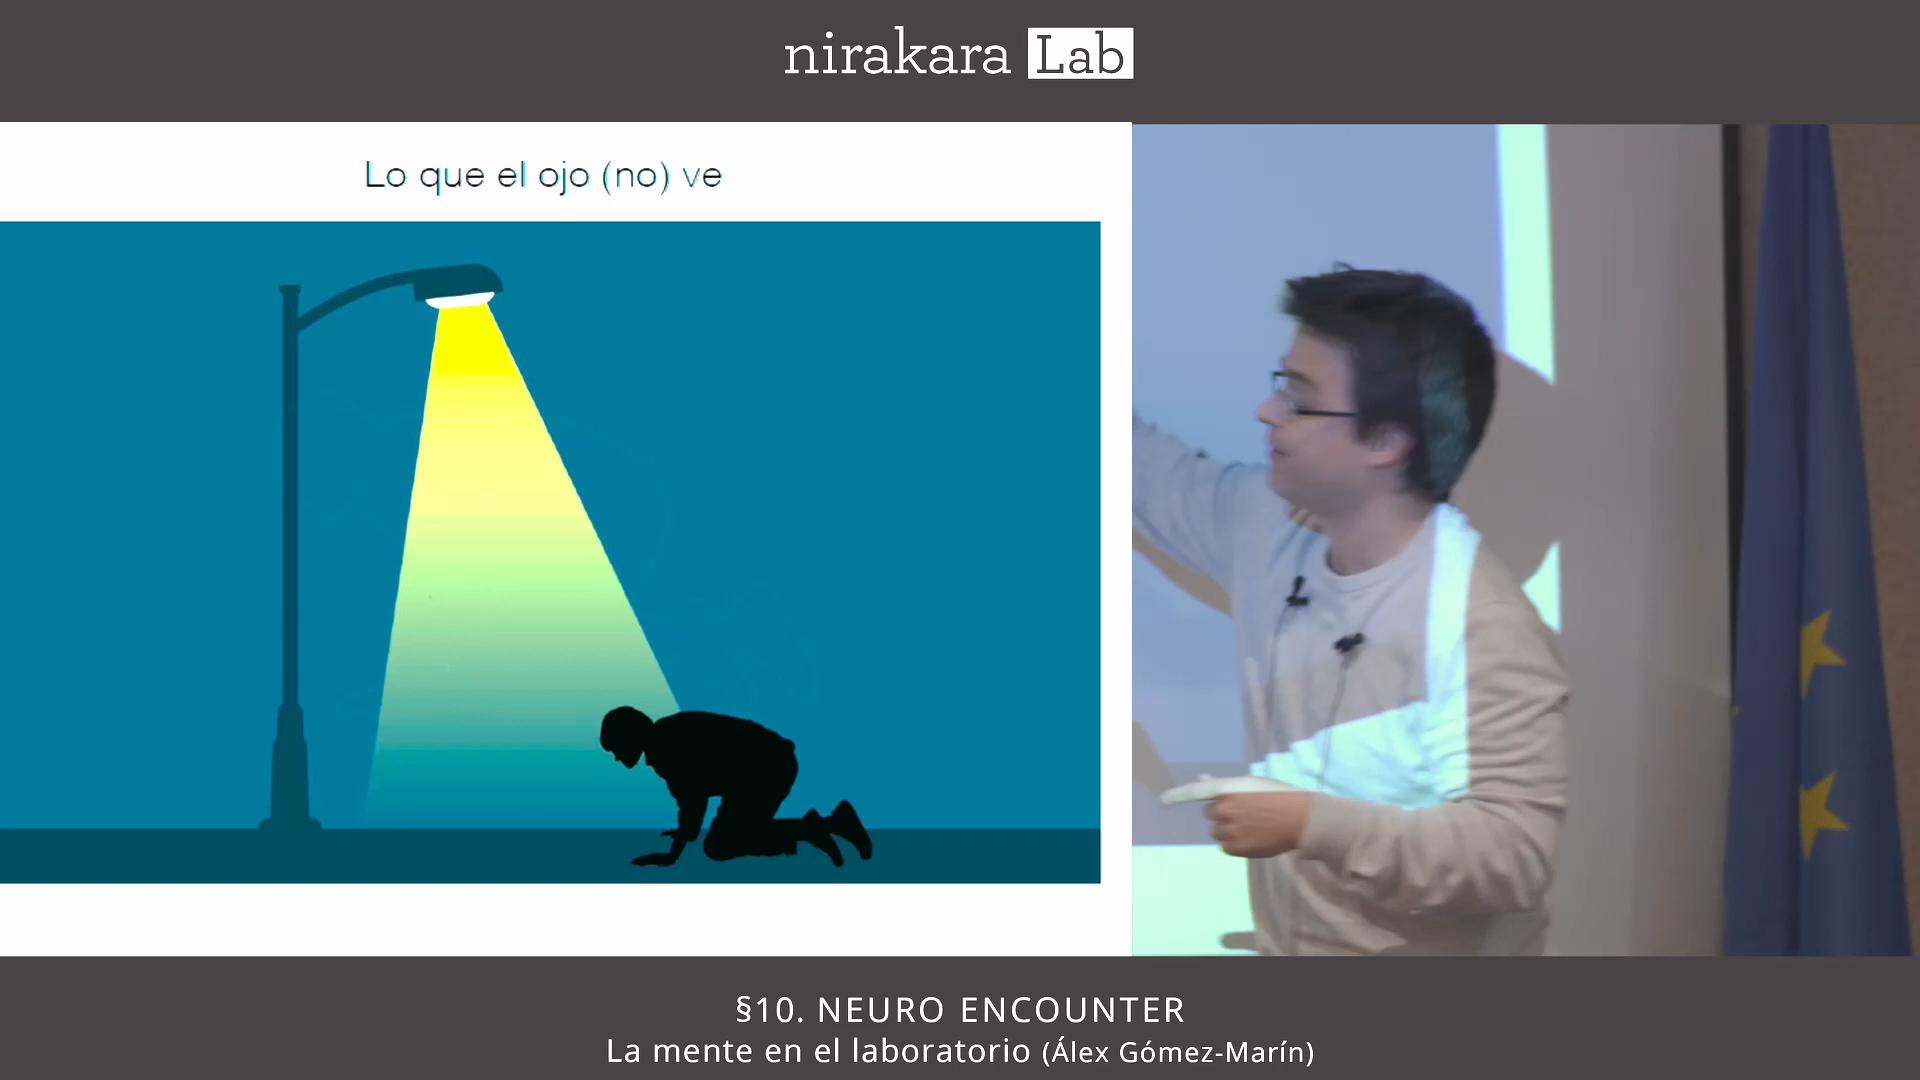 nirakara Lab
Lo que el ojo (no) ve
§10. NEURO ENCOUNTER
La mente en el laboratorio (Álex Gómez-Marín)